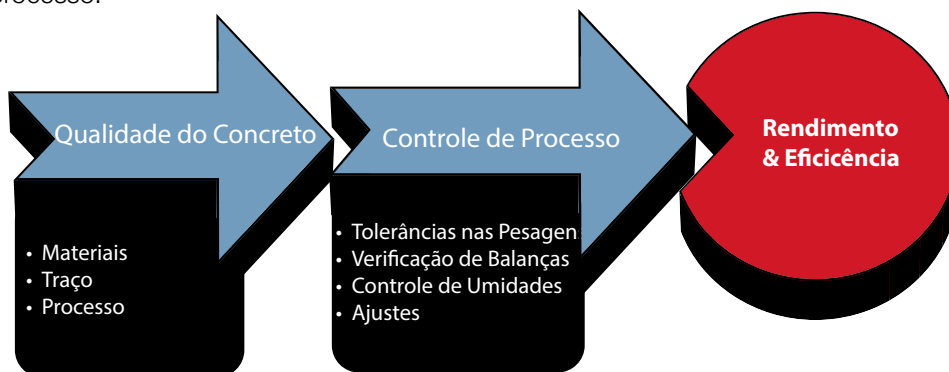 processo.
Qualidade do Concreto
• Materiais
• Traço
• Processo
Controle de Processo
• Tolerâncias nas Pesagen
• Verificação de Balanças
• Controle de Umidades
• Ajustes
Rendimento
& Eficicência